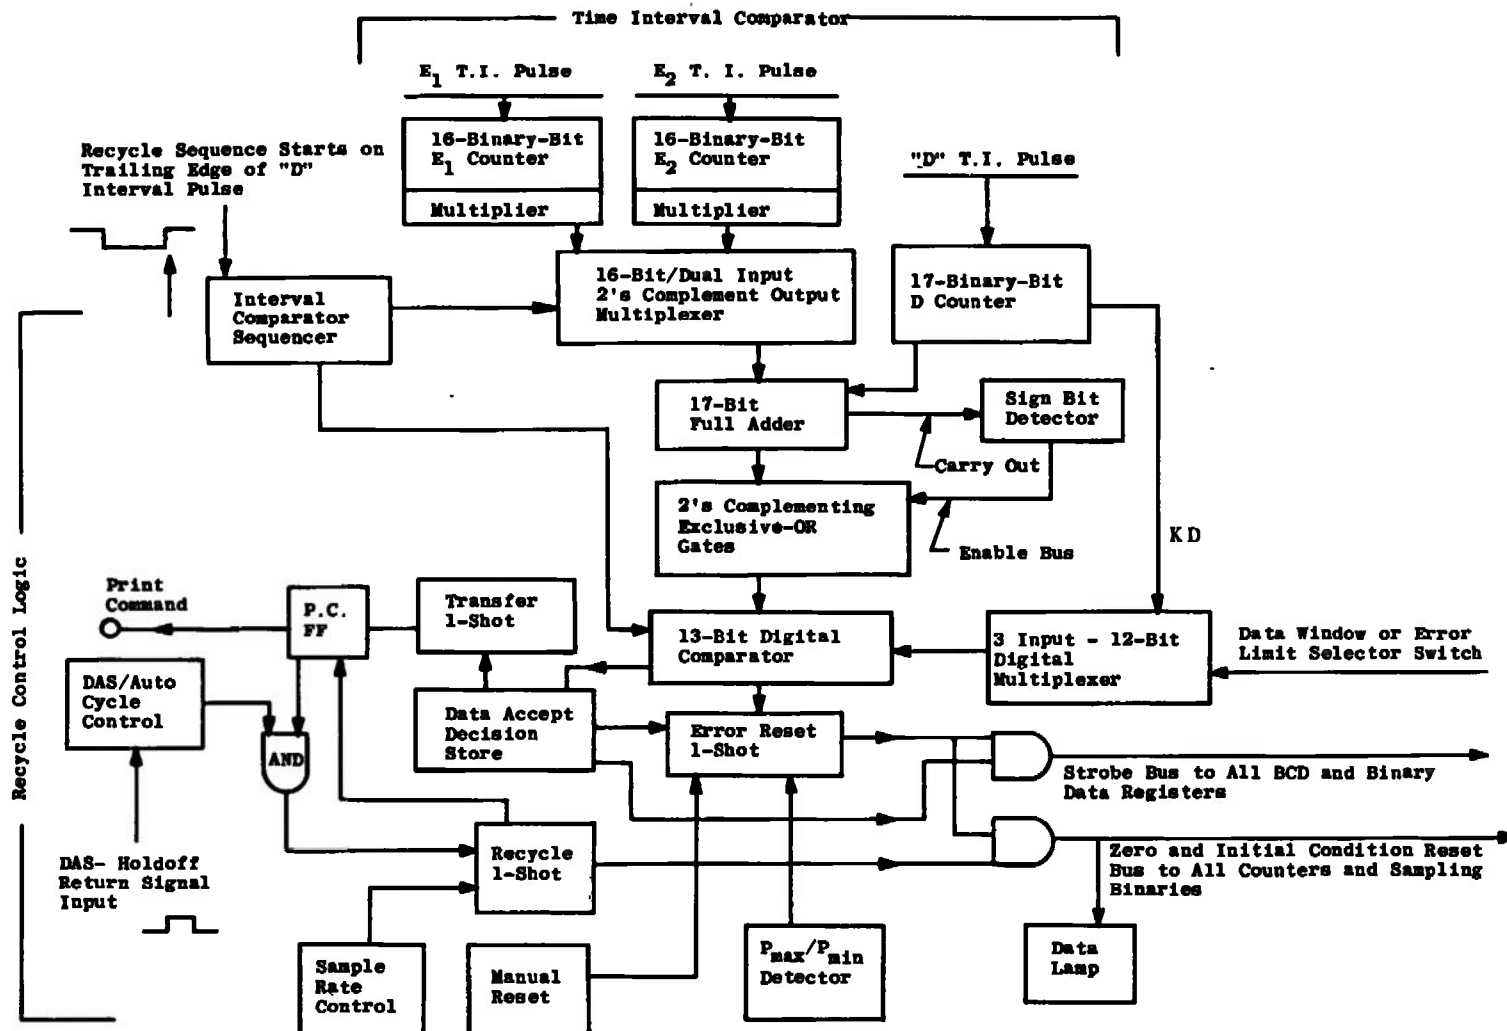 Time Interval Comparator
E1 T.I. Pulse
E2 T. I. Pulse
16-Binary-Bit
E1 Counter
Multiplier
16-Binary-Bit
E2 Counter
Multiplier
"D" T.I. Pulse
Recycle Sequence Starts on
Trailing Edge of "D"
Interval Pulse
Interval
Comparator
Sequencer
16-Bit/Dual Input
2's Complement Output
Multiplexer
17-Binary-Bit
D Counter
17-Bit
Full Adder
Sign Bit
Detector
Carry Out
2's Complementing
Exclusive-OR
Gates
Enable Bus
KD
Recycle Control Logic
Print
Command
P.C.
FF
Transfer
1-Shot
13-Bit Digital
Comparator
3 Input - 12-Bit
Digital
Multiplexer
Data Window or Error
Limit Selector Switch
DAS/Auto
Cycle
Control
Data Accept
Decision
Store
Error Reset
1-Shot
AND
Strobe Bus to All BCD and Binary
Data Registers
DAS- Holdoff
Return Signal
Input
Recycle
1-Shot
Zero and Initial Condition Reset
Bus to All Counters and Sampling
Binaries
Sample
Rate
Control
Manual
Reset
Pmax/Pmin
Detector
Data
Lamp